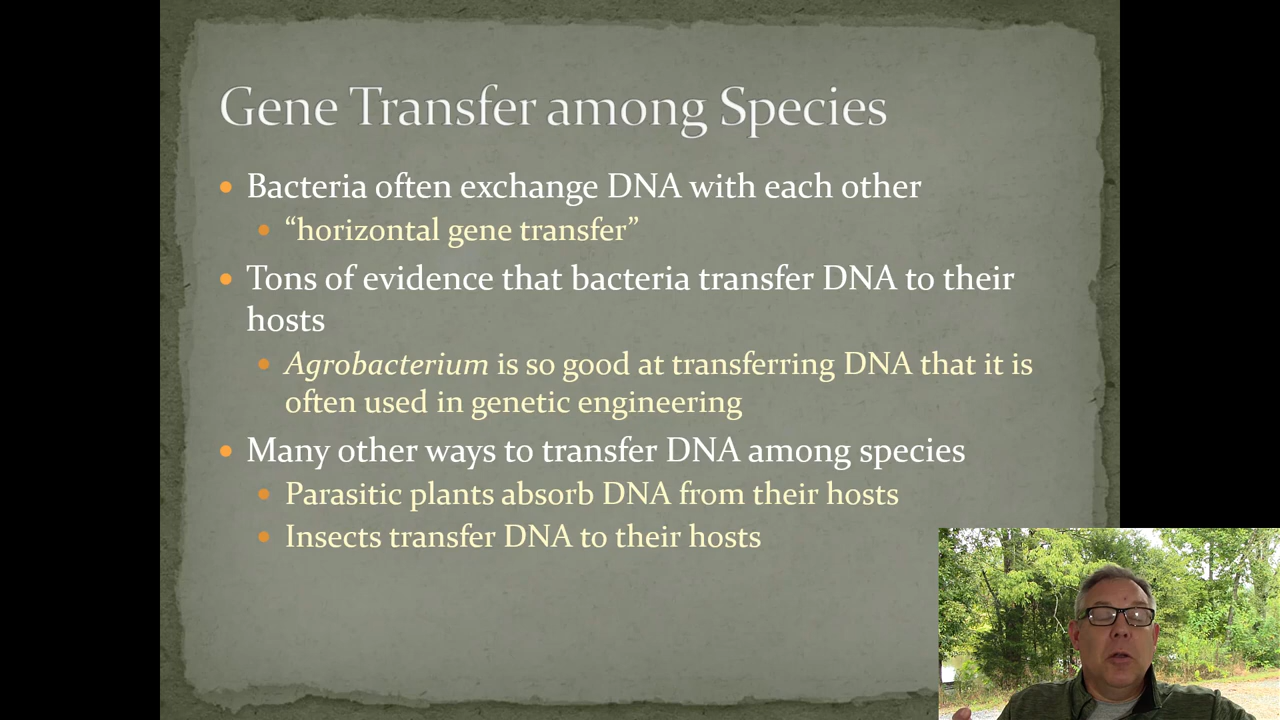 Gene Transfer among Species
• Bacteria often exchange DNA with each other
• “horizontal gene transfer”
• Tons of evidence that bacteria transfer DNA to their
hosts
• Agrobacterium is so good at transferring DNA that it is
often used in genetic engineering
• Many other ways to transfer DNA among species
• Parasitic plants absorb DNA from their hosts
• Insects transfer DNA to their hosts